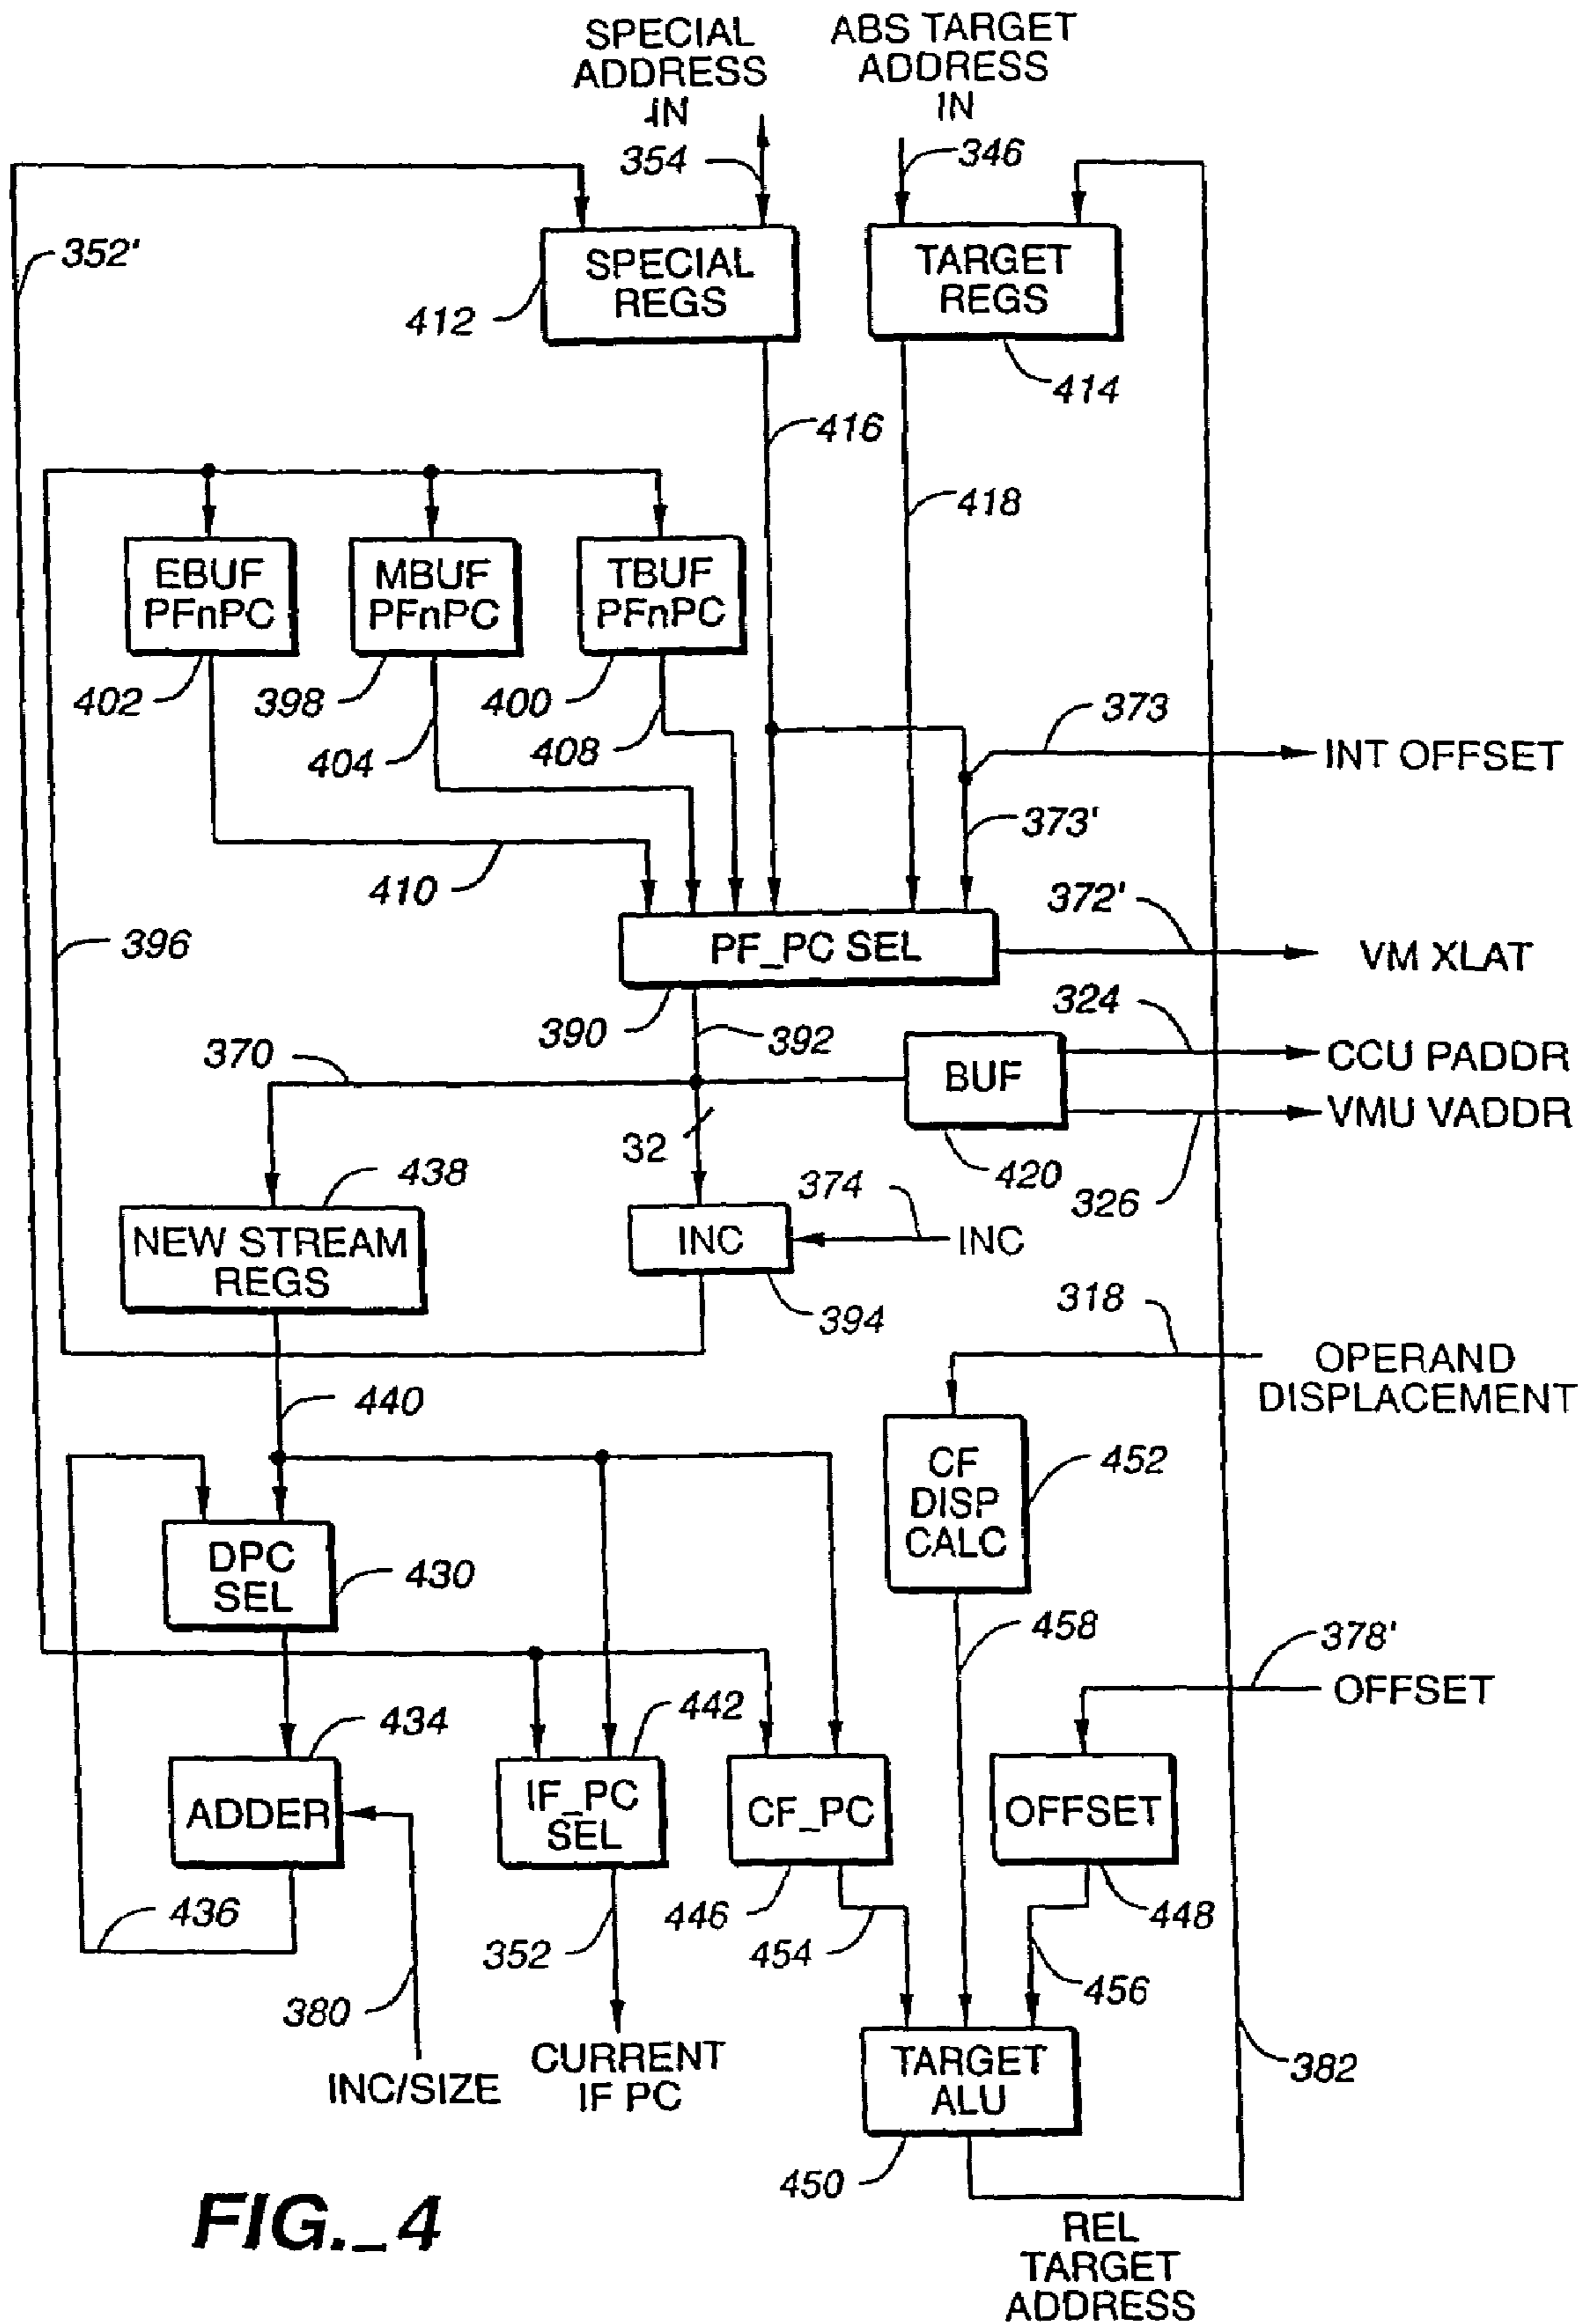 SPECIAL
ADDRESS
IN
ABS TARGET
ADDRESS
IN
354
346
352'
SPECIAL
REGS
412
TARGET
REGS
414
416
418
EBUF
PFnPC
MBUF
PFnPC
TBUF
PFnPC
402
398
400
404
408
373
INT OFFSET
373'
410
372'
396
PF_PC SEL
VM XLAT
390
392
324
370
BUF
CCU PADDR
VMU VADDR
32
420
326
438
374
NEW STREAM
REGS
INC
INC
394
318
OPERAND
DISPLACEMENT
440
CF
DISP
CALC
452
DPC
SEL
430
458
378'
OFFSET
434
442
ADDER
IF_PC
SEL
CF_PC
OFFSET
436
446
448
352
454
456
380
INC/SIZE
CURRENT
IF PC
TARGET
ALU
382
450
FIG._4
REL
TARGET
ADDRESS